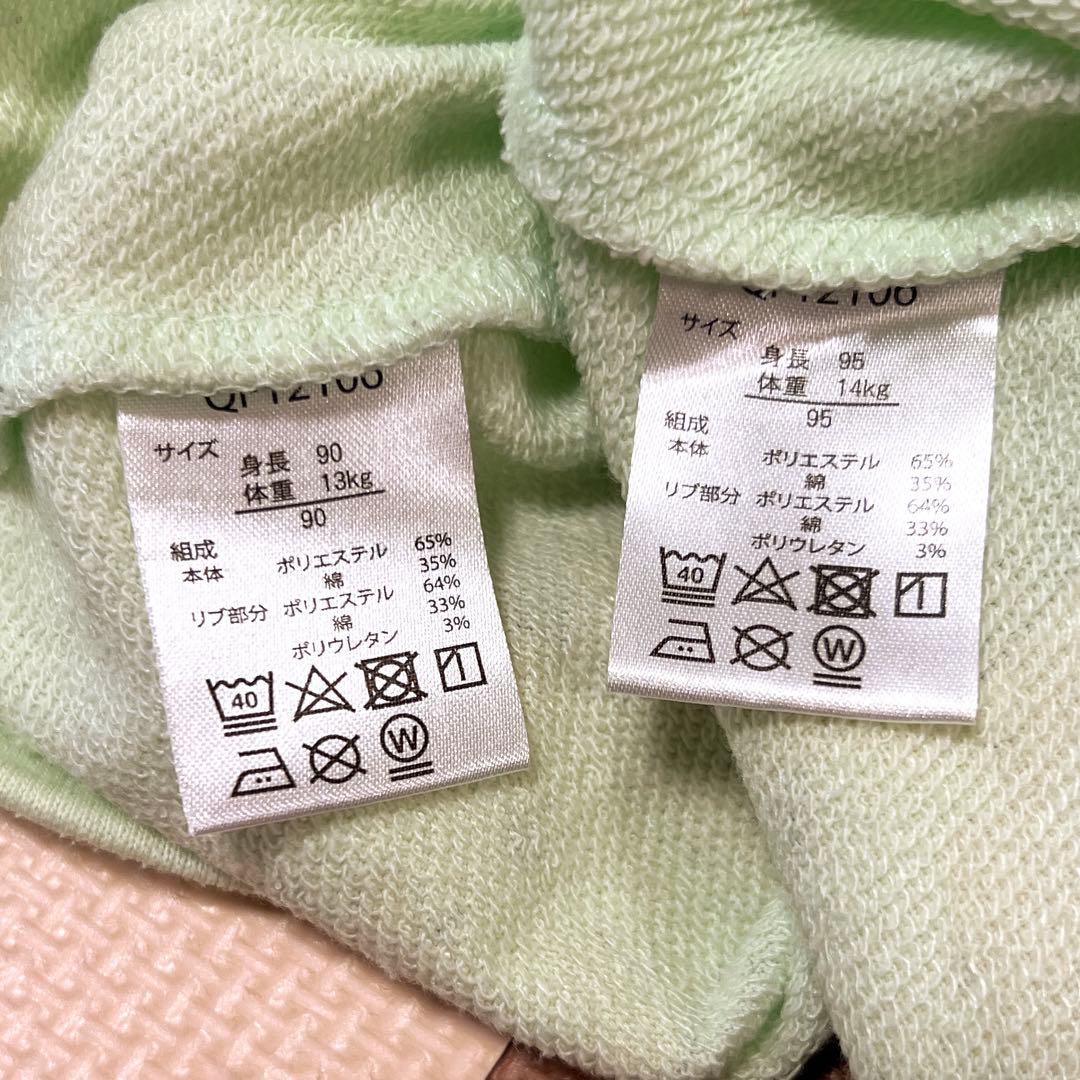 サイズ
身長 90
体重 13kg
90
組成
本体 ポリエステル 65%
綿 35%
リブ部分 ポリエステル 64%
綿 33%
ポリウレタン 3%
40
W
サイズ
身長 95
体重 14kg
95
組成
本体 ポリエステル 65%
綿 35%
リブ部分 ポリエステル 64%
綿 33%
ポリウレタン 3%
40
W